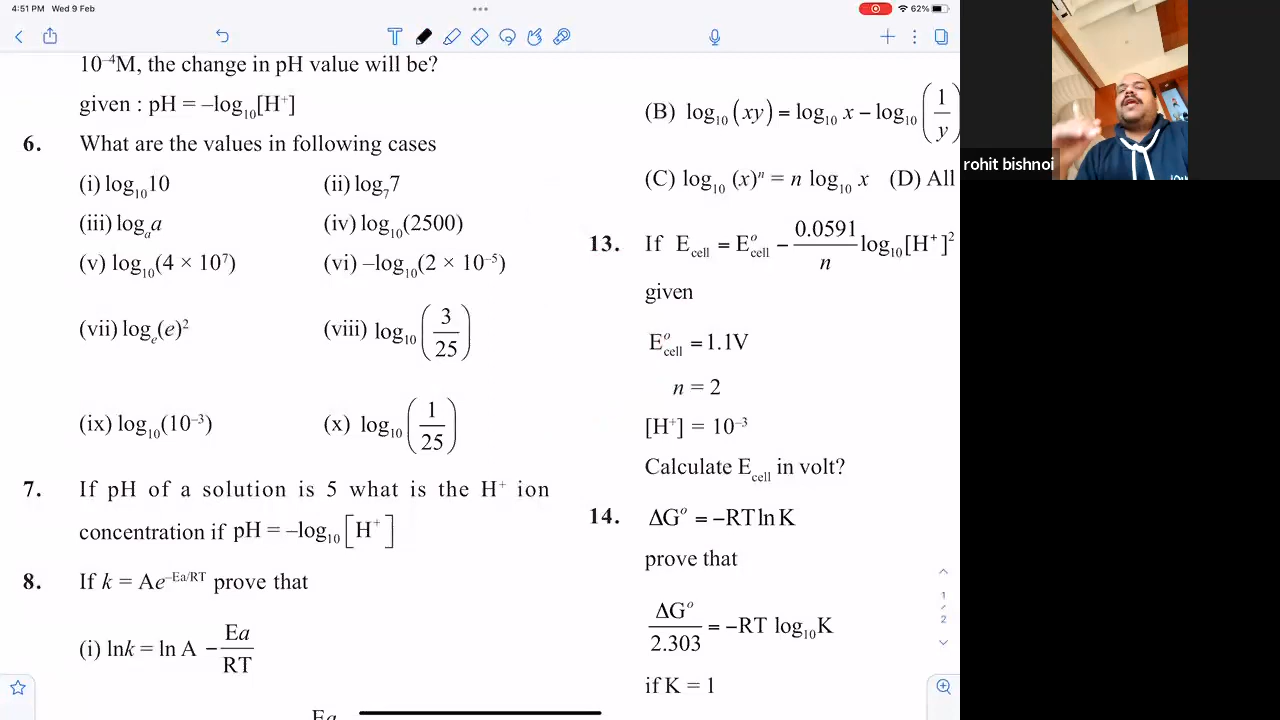 4:51 PM Wed 9 Feb
62%
10⁻⁴M, the change in pH value will be?
given : pH = –log₁₀[H⁺]
6. What are the values in following cases
(i) log₁₀10 (ii) log₇7
(iii) logₐa (iv) log₁₀(2500)
(v) log₁₀(4 × 10⁷) (vi) –log₁₀(2 × 10⁻⁵)
(vii) logₑ(e)² (viii) log₁₀(3/25)
(ix) log₁₀(10⁻³) (x) log₁₀(1/25)
7. If pH of a solution is 5 what is the H⁺ ion
concentration if pH = –log₁₀[H⁺]
8. If k = Ae^(–Ea/RT) prove that
(i) lnk = ln A – Ea/RT
Ea
(B) log₁₀(xy) = log₁₀ x – log₁₀(1/y)
(C) log₁₀ (x)ⁿ = n log₁₀ x (D) All
13. If E_cell = E°_cell – 0.0591/n log₁₀[H⁺]²
given
E°_cell = 1.1V
n = 2
[H⁺] = 10⁻³
Calculate E_cell in volt?
14. ΔG° = –RT ln K
prove that
ΔG°/2.303 = –RT log₁₀K
if K = 1
1
/
2
rohit bishnoi